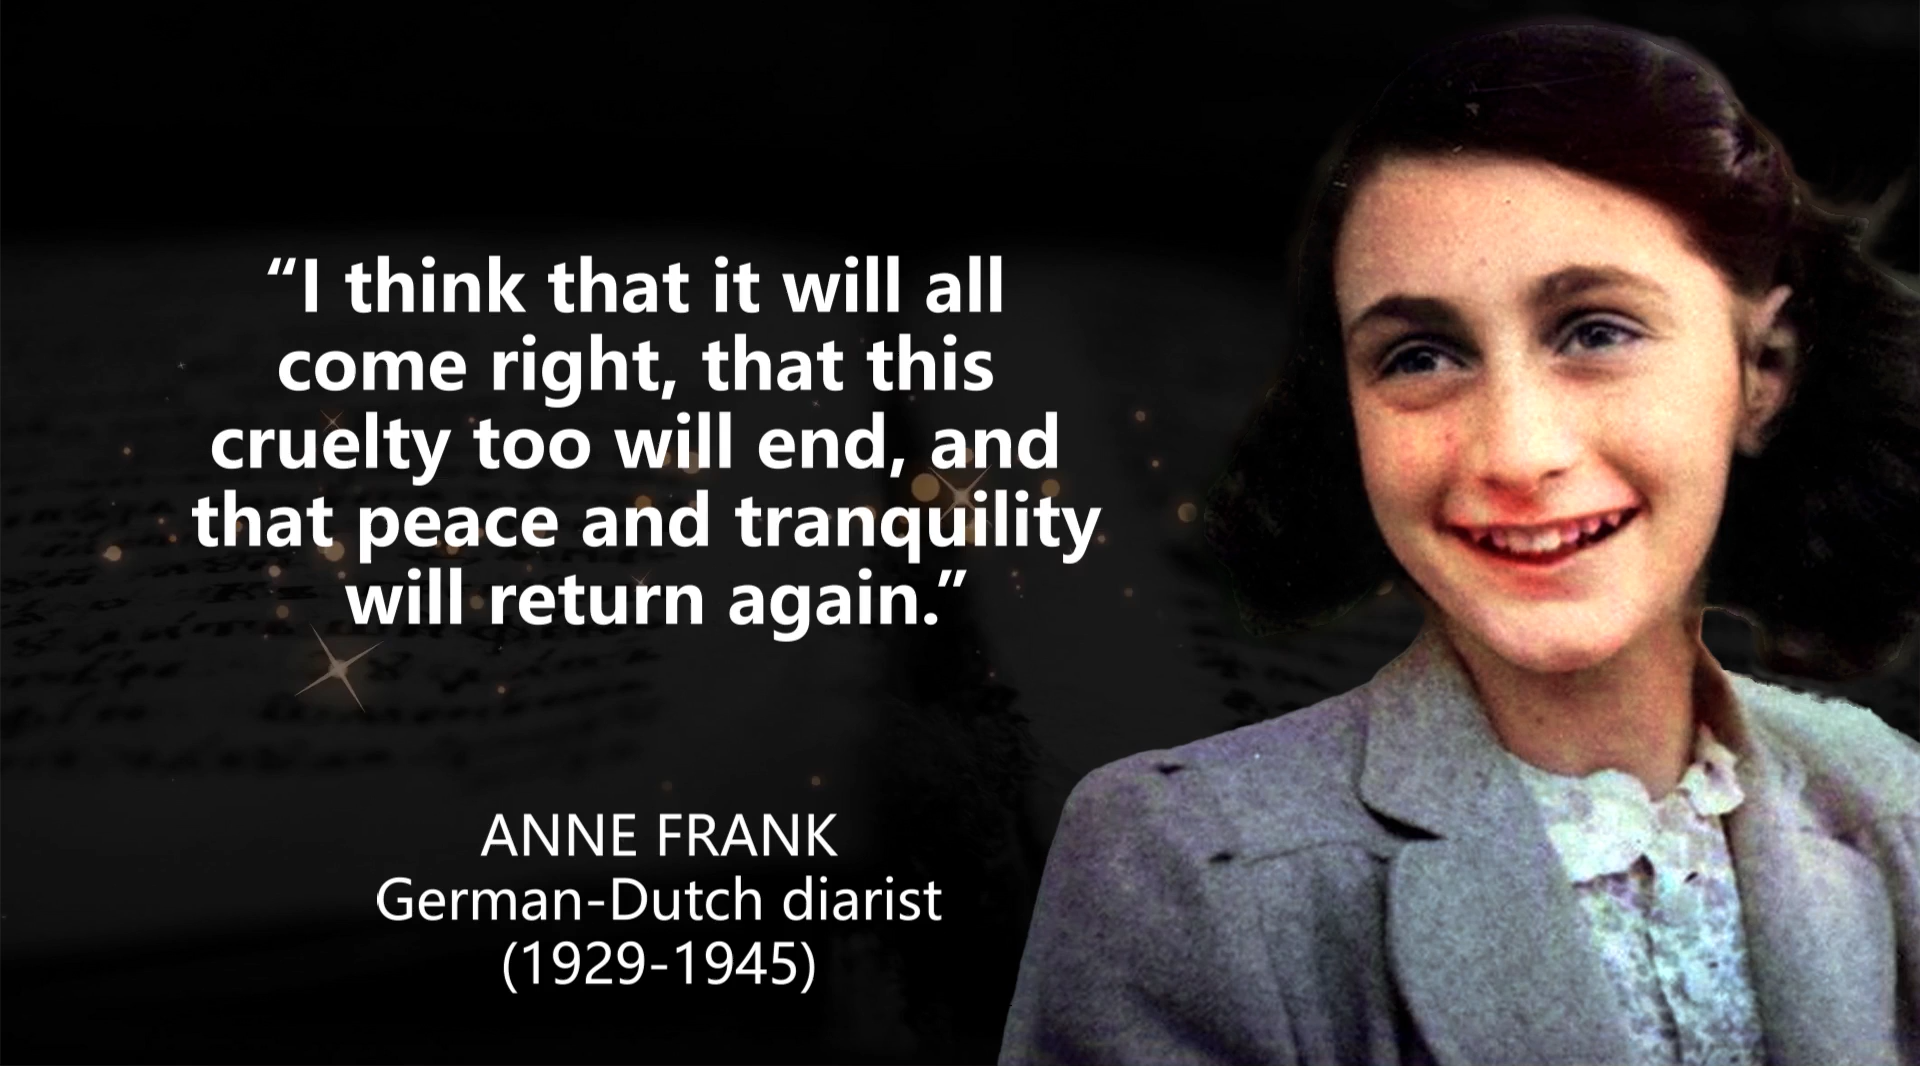 “I think that it will all
come right, that this
cruelty too will end, and
that peace and tranquility
will return again.”
ANNE FRANK
German-Dutch diarist
(1929-1945)